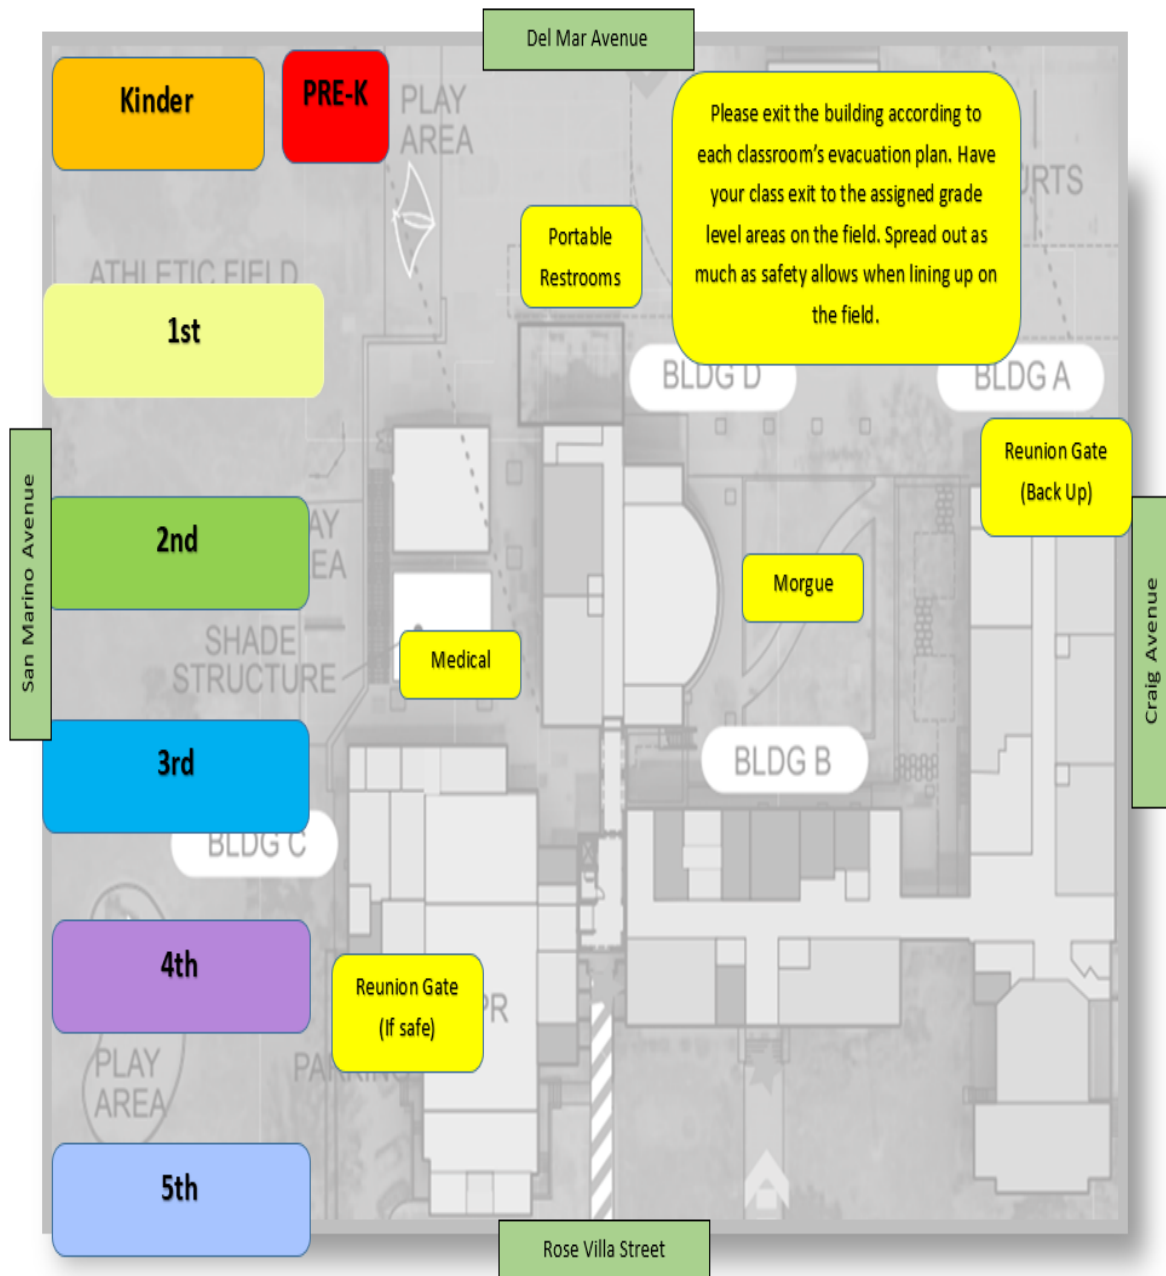 Del Mar Avenue
Kinder
PRE-K
PLAY
AREA
Please exit the building according to
each classroom's evacuation plan. Have
your class exit to the assigned grade
level areas on the field. Spread out as
much as safety allows when lining up on
the field.
Portable
Restrooms
ATHLETIC FIELD
1st
BLDG D
BLDG A
Reunion Gate
(Back Up)
San Marino Avenue
2nd
Morgue
Craig Avenue
SHADE
STRUCTURE
Medical
3rd
BLDG B
BLDG C
4th
Reunion Gate
(If safe)
PLAY
AREA
5th
Rose Villa Street